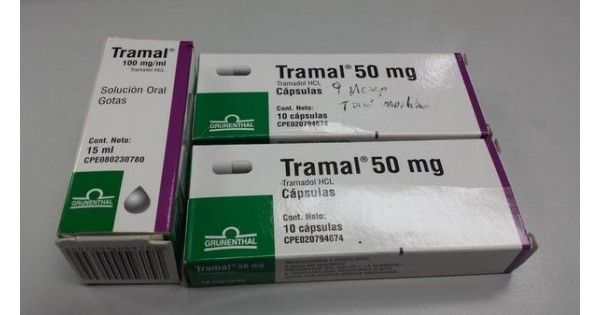 Tramal®
100 mg/ml
Tramadol HCL
Solución Oral
Gotas
Cont. Neto:
15 ml
CPE080230780
GRUNENTHAL
Tramal® 50 mg
Tramadol HCL
Cápsulas
Cont. Neto:
10 cápsulas
CPE020794674
GRUNENTHAL
Tramal® 50 mg
Tramadol HCL
Cápsulas
Cont. Neto:
10 cápsulas
CPE020794674
GRUNENTHAL
Tramal® 50 mg
10 cápsulas